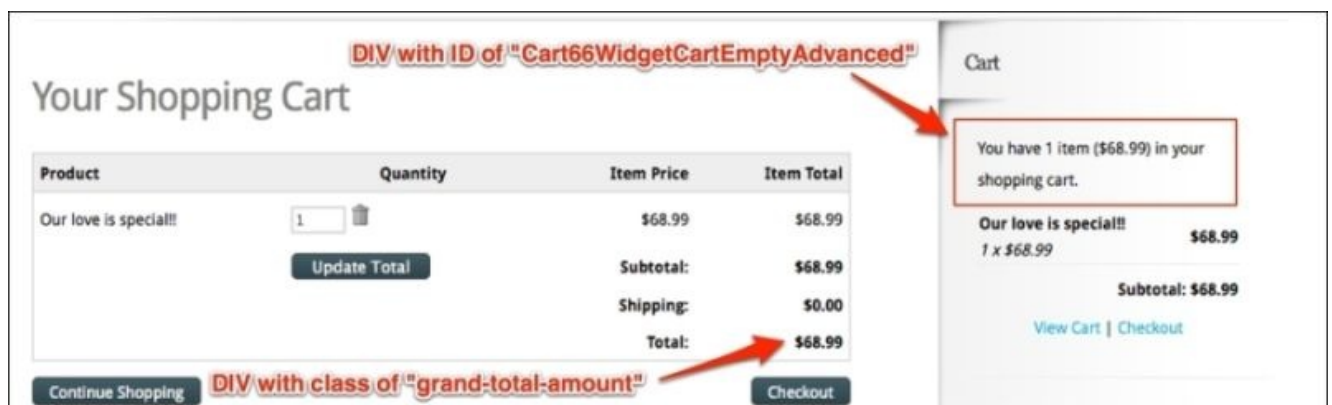 DIV with ID of "Cart66WidgetCartEmptyAdvanced"
Cart
Your Shopping Cart
You have 1 item ($68.99) in your
shopping cart.
Product Quantity Item Price Item Total
Our love is special!! 1 $68.99 $68.99
Our love is special!! $68.99
1 x $68.99
Update Total Subtotal: $68.99
Subtotal: $68.99
Shipping: $0.00
View Cart | Checkout
Total: $68.99
Continue Shopping DIV with class of "grand-total-amount" Checkout